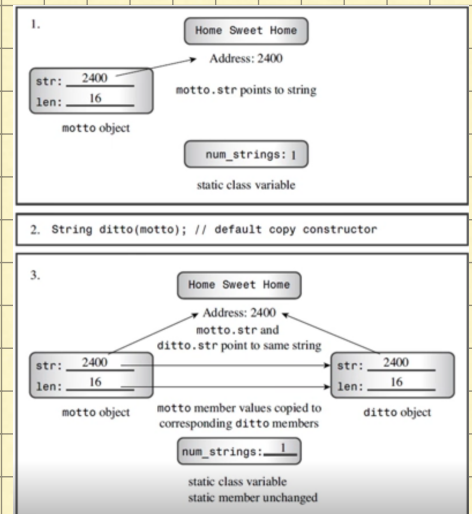 1.
Home Sweet Home
Address: 2400
str: 2400
len: 16
motto.str points to string
motto object
num_strings: 1
static class variable
2. String ditto(motto); // default copy constructor
3.
Home Sweet Home
Address: 2400
motto.str and
ditto.str point to same string
str: 2400
len: 16
str: 2400
len: 16
motto object
motto member values copied to
corresponding ditto members
ditto object
num_strings: 1
static class variable
static member unchanged